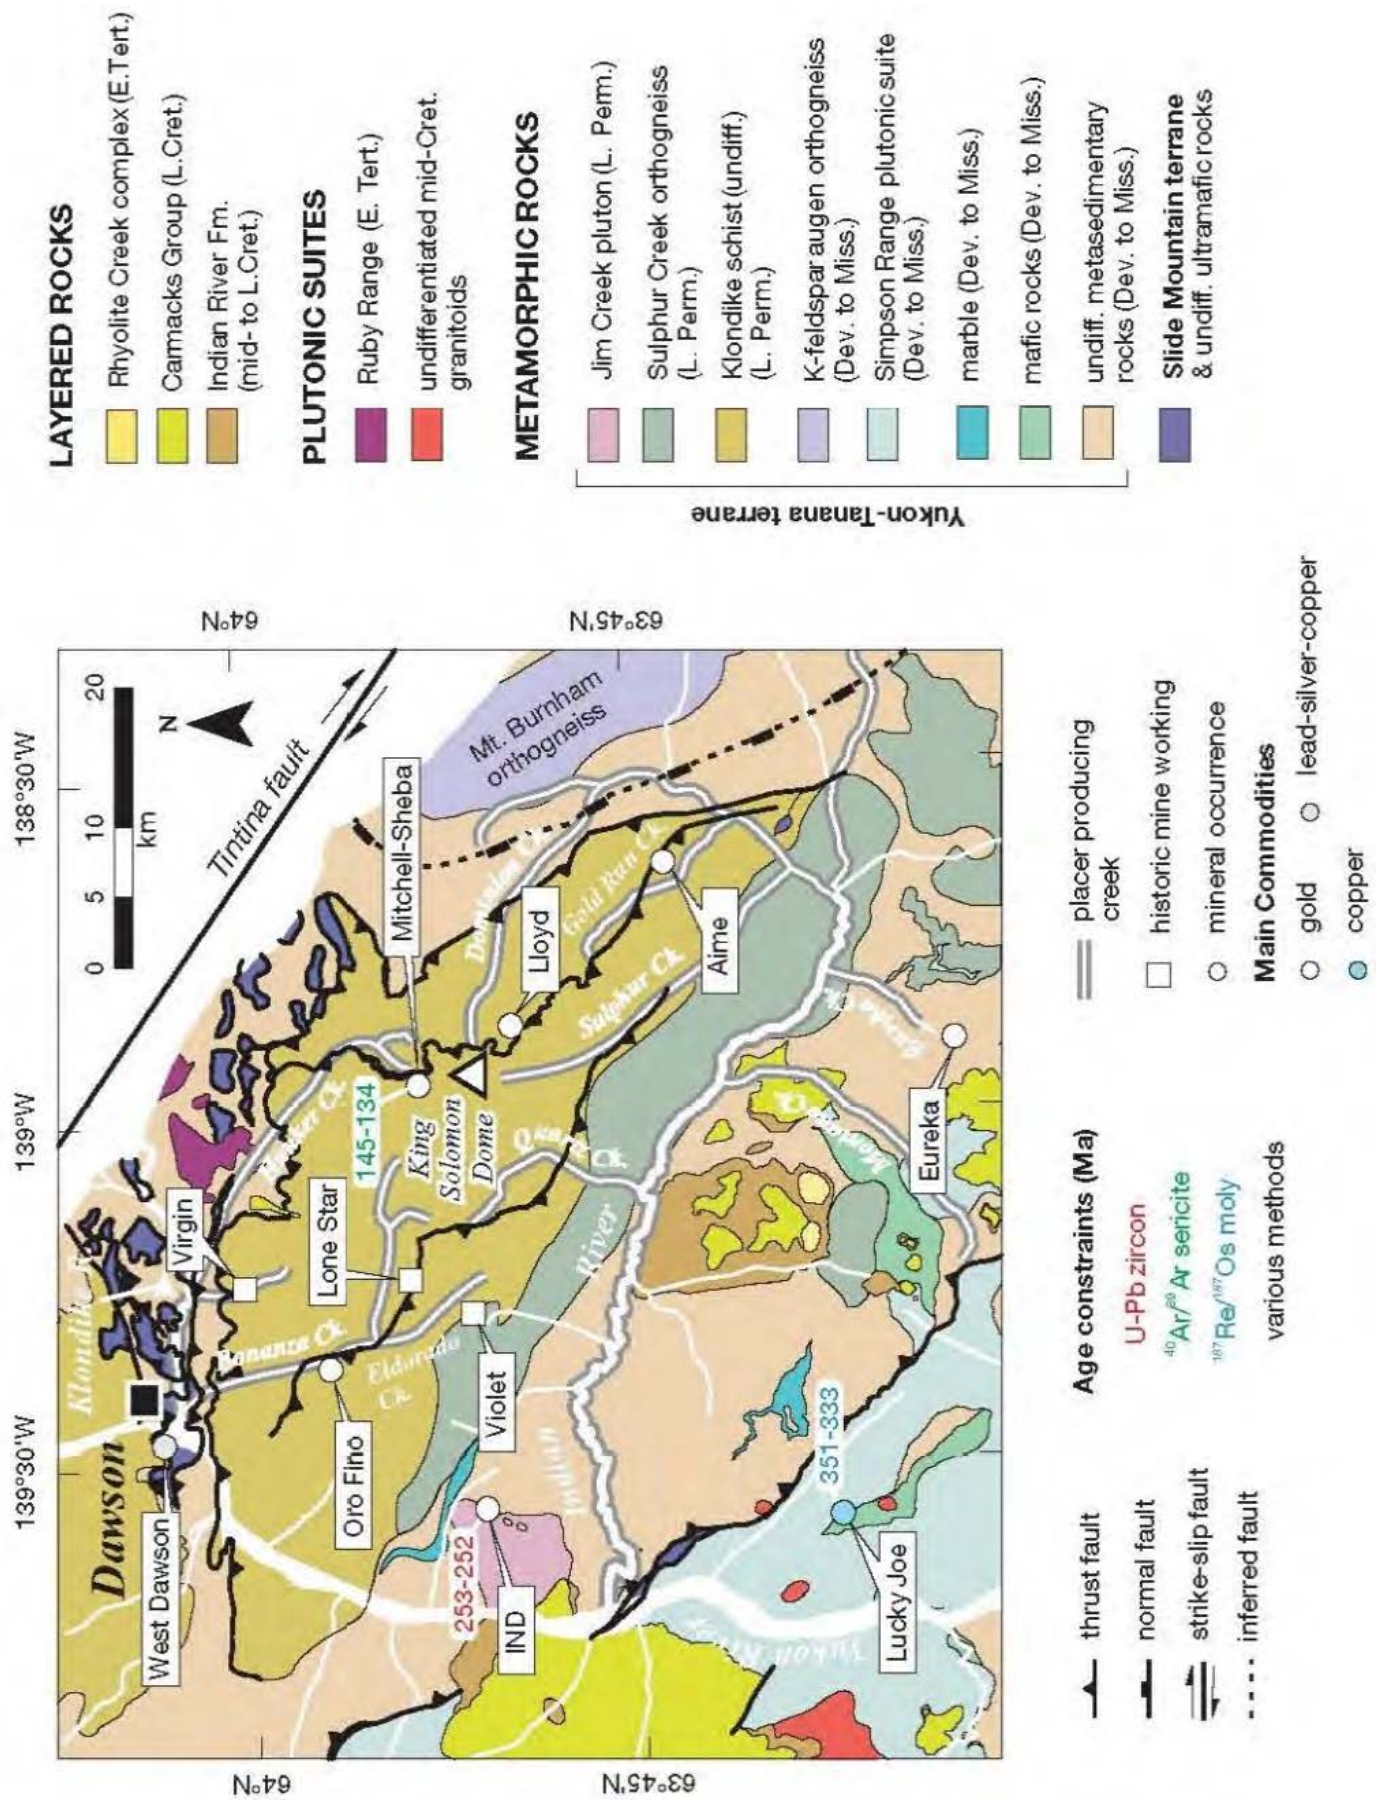 LAYERED ROCKS
Rhyolite Creek complex (E.Tert.)
Carmacks Group (L.Cret.)
Indian River Fm.
(mid- to L.Cret.)
PLUTONIC SUITES
Ruby Range (E. Tert.)
undifferentiated mid-Cret.
granitoids
METAMORPHIC ROCKS
Yukon-Tanana terrane
Jim Creek pluton (L. Perm.)
Sulphur Creek orthogneiss
(L. Perm.)
Klondike schist (undiff.)
(L. Perm.)
K-feldspar augen orthogneiss
(Dev. to Miss.)
Simpson Range plutonic suite
(Dev. to Miss.)
marble (Dev. to Miss.)
mafic rocks (Dev. to Miss.)
undiff. metasedimentary
rocks (Dev. to Miss.)
Slide Mountain terrane
& undiff. ultramafic rocks
139°30'W
139°W
138°30'W
64°N
63°45'N
64°N
63°45'N
0 5 10 20
km
N
Tintina fault
Mt. Burnham
orthogneiss
Klondike
Dawson
West Dawson
Virgin
Lone Star
Mitchell-Sheba
Oro Fino
Violet
IND
Lloyd
Aime
Eureka
Lucky Joe
King
Solomon
Dome
145-134
253-252
351-333
Bonanza Ck.
Eldorado
Ck.
Hunker Ck.
Quartz
Ck.
Dominion Ck.
Gold Run Ck.
Sulphur Ck.
Eureka Ck.
Ck.
Indian
River
Yukon River
thrust fault
normal fault
strike-slip fault
inferred fault
Age constraints (Ma)
U-Pb zircon
⁴⁰Ar/³⁹Ar sericite
¹⁸⁷Re/¹⁸⁷Os moly
various methods
placer producing
creek
historic mine working
mineral occurrence
Main Commodities
gold
lead-silver-copper
copper